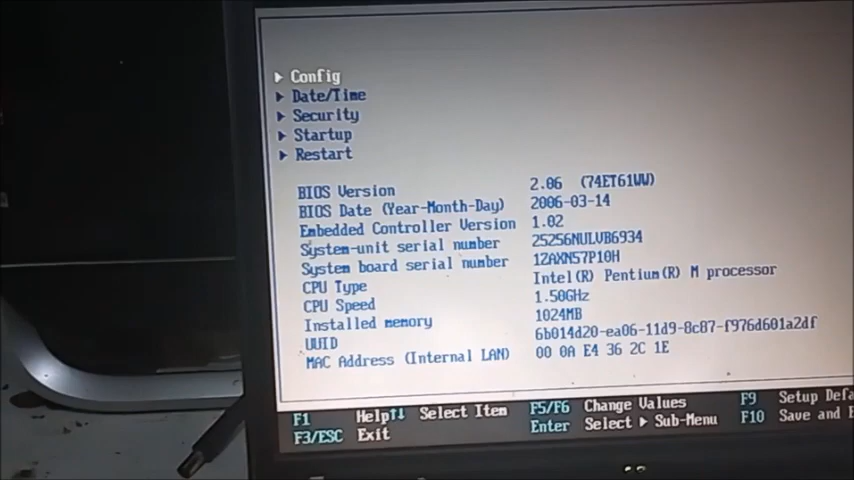 Config
Date/Time
Security
Startup
Restart
BIOS Version 2.06 (74ET61WW)
BIOS Date (Year-Month-Day) 2006-03-14
Embedded Controller Version 1.02
System-unit serial number 25256NULVB6934
System board serial number 1ZAXN57P10H
CPU Type Intel(R) Pentium(R) M processor
CPU Speed 1.50GHz
Installed memory 1024MB
UUID 6b014d20-ea06-11d9-8c87-f976d601a2df
MAC Address (Internal LAN) 00 0A E4 36 2C 1E
F1 Help ↑↓ Select Item F5/F6 Change Values F9 Setup Defa
F3/ESC Exit Enter Select ▶ Sub-Menu F10 Save and E